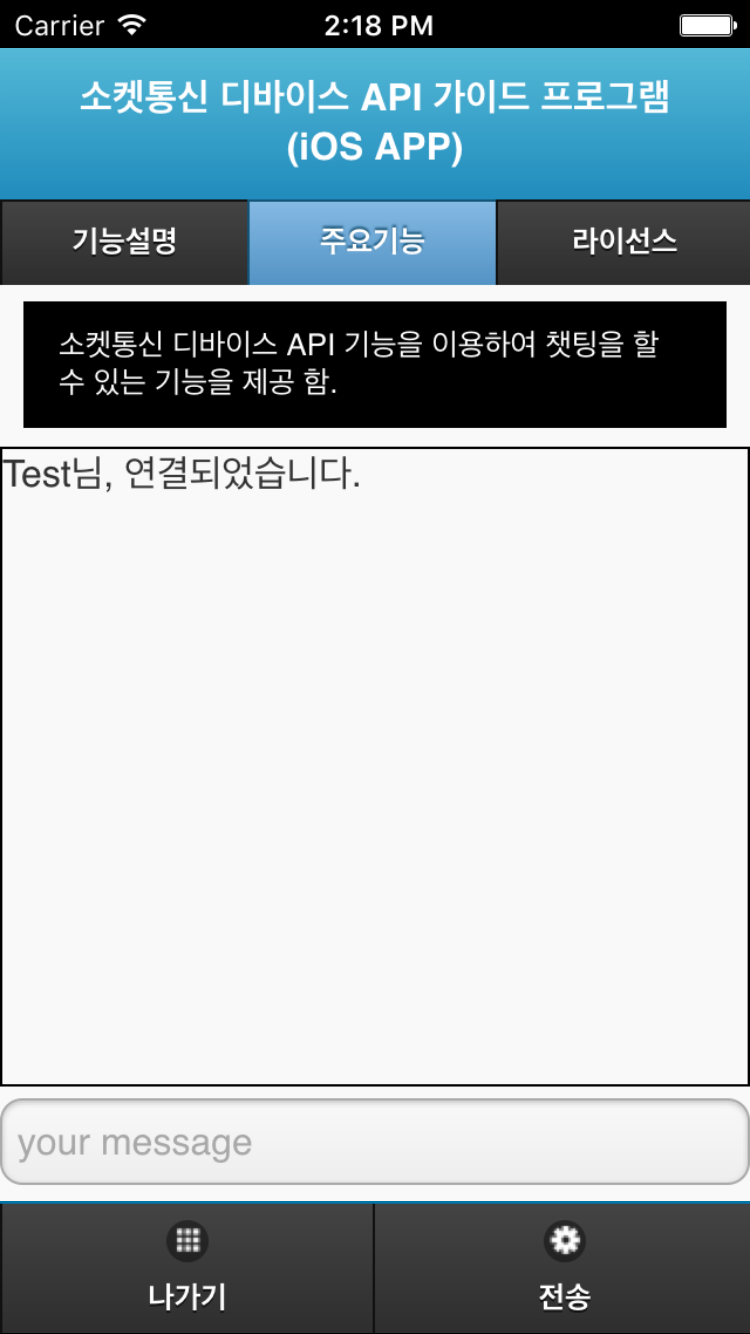 Carrier 2:18 PM
소켓통신 디바이스 API 가이드 프로그램
(iOS APP)
기능설명 주요기능 라이선스
소켓통신 디바이스 API 기능을 이용하여 챗팅을 할
수 있는 기능을 제공 함.
Test님, 연결되었습니다.
your message
나가기 전송